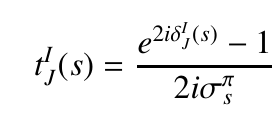 $t^I_J(s) = \frac{e^{2i\delta^I_J(s)} - 1}{2i\sigma^\pi_s}$